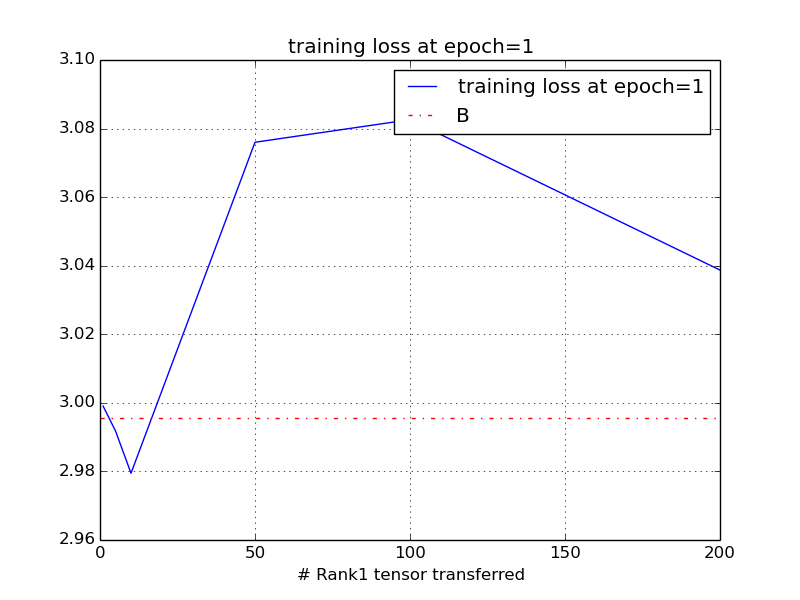 training loss at epoch=1
3.10
3.08
3.06
3.04
3.02
3.00
2.98
2.96
training loss at epoch=1
B
0 50 100 150 200
# Rank1 tensor transferred